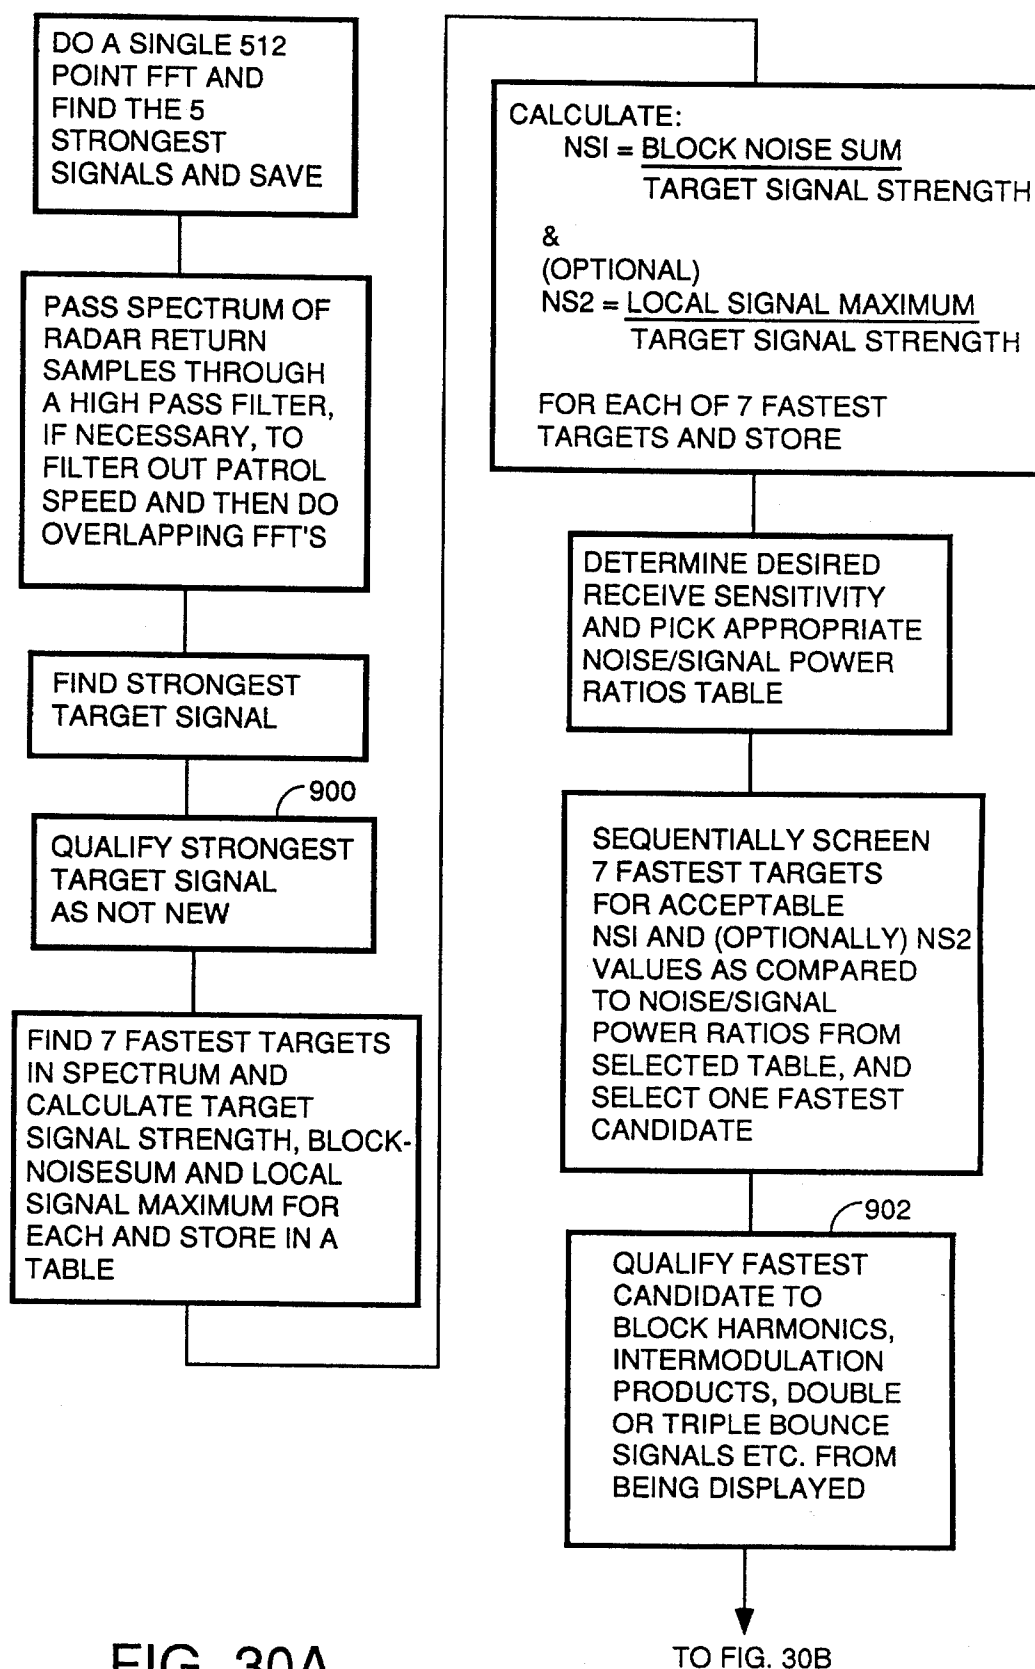 DO A SINGLE 512
POINT FFT AND
FIND THE 5
STRONGEST
SIGNALS AND SAVE
PASS SPECTRUM OF
RADAR RETURN
SAMPLES THROUGH
A HIGH PASS FILTER,
IF NECESSARY, TO
FILTER OUT PATROL
SPEED AND THEN DO
OVERLAPPING FFT'S
FIND STRONGEST
TARGET SIGNAL
900
QUALIFY STRONGEST
TARGET SIGNAL
AS NOT NEW
FIND 7 FASTEST TARGETS
IN SPECTRUM AND
CALCULATE TARGET
SIGNAL STRENGTH, BLOCK-
NOISESUM AND LOCAL
SIGNAL MAXIMUM FOR
EACH AND STORE IN A
TABLE
CALCULATE:
NSI = BLOCK NOISE SUM
TARGET SIGNAL STRENGTH
&
(OPTIONAL)
NS2 = LOCAL SIGNAL MAXIMUM
TARGET SIGNAL STRENGTH
FOR EACH OF 7 FASTEST
TARGETS AND STORE
DETERMINE DESIRED
RECEIVE SENSITIVITY
AND PICK APPROPRIATE
NOISE/SIGNAL POWER
RATIOS TABLE
SEQUENTIALLY SCREEN
7 FASTEST TARGETS
FOR ACCEPTABLE
NSI AND (OPTIONALLY) NS2
VALUES AS COMPARED
TO NOISE/SIGNAL
POWER RATIOS FROM
SELECTED TABLE, AND
SELECT ONE FASTEST
CANDIDATE
902
QUALIFY FASTEST
CANDIDATE TO
BLOCK HARMONICS,
INTERMODULATION
PRODUCTS, DOUBLE
OR TRIPLE BOUNCE
SIGNALS ETC. FROM
BEING DISPLAYED
TO FIG. 30B
FIG. 30A